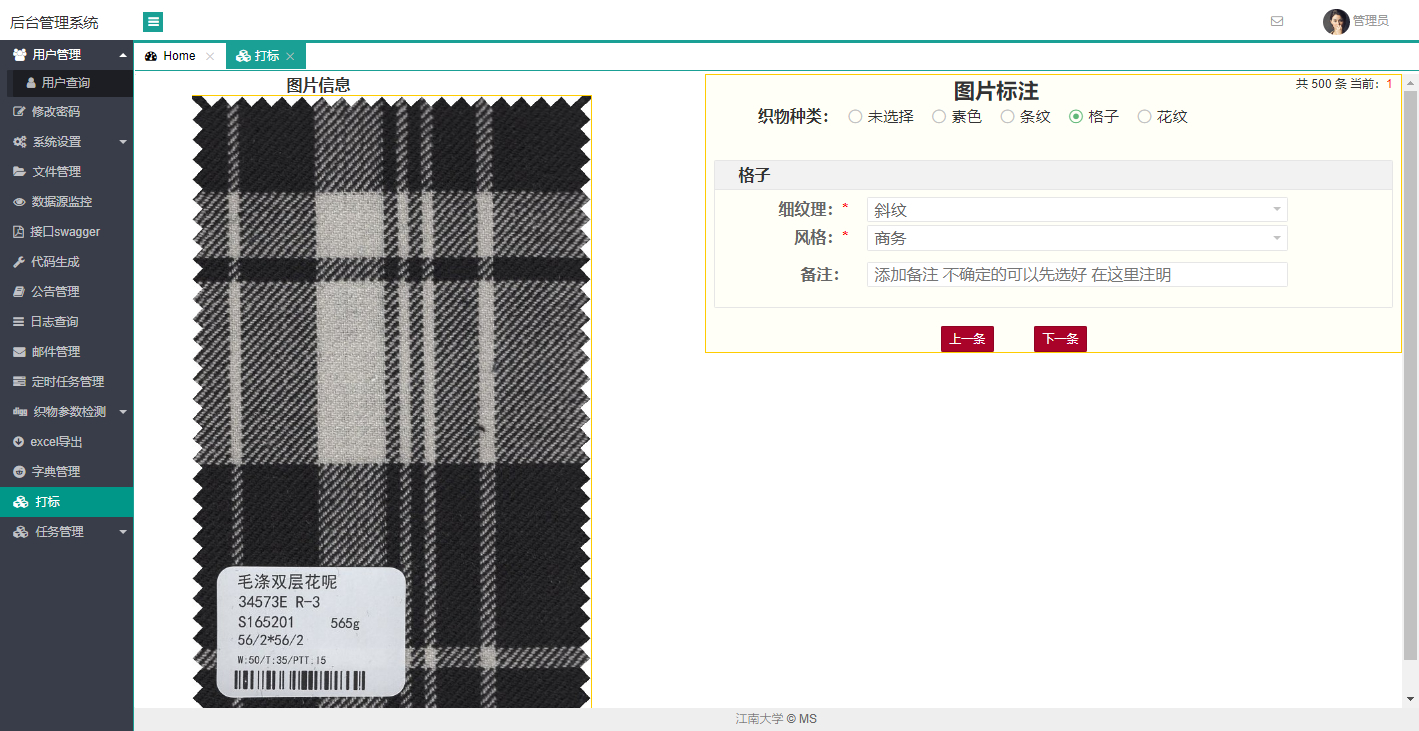 后台管理系统
管理员
用户管理
用户查询
修改密码
系统设置
文件管理
数据源监控
接口swagger
代码生成
公告管理
日志查询
邮件管理
定时任务管理
织物参数检测
excel导出
字典管理
打标
任务管理
Home
打标
图片信息
毛涤双层花呢
34573E R-3
S165201 565g
56/2*56/2
W:50/T:35/PTT.15
图片标注
共 500 条 当前：1
织物种类： 未选择 素色 条纹 格子 花纹
格子
细纹理：* 斜纹
风格：* 商务
备注： 添加备注 不确定的可以先选好 在这里注明
上一条 下一条
江南大学 © MS